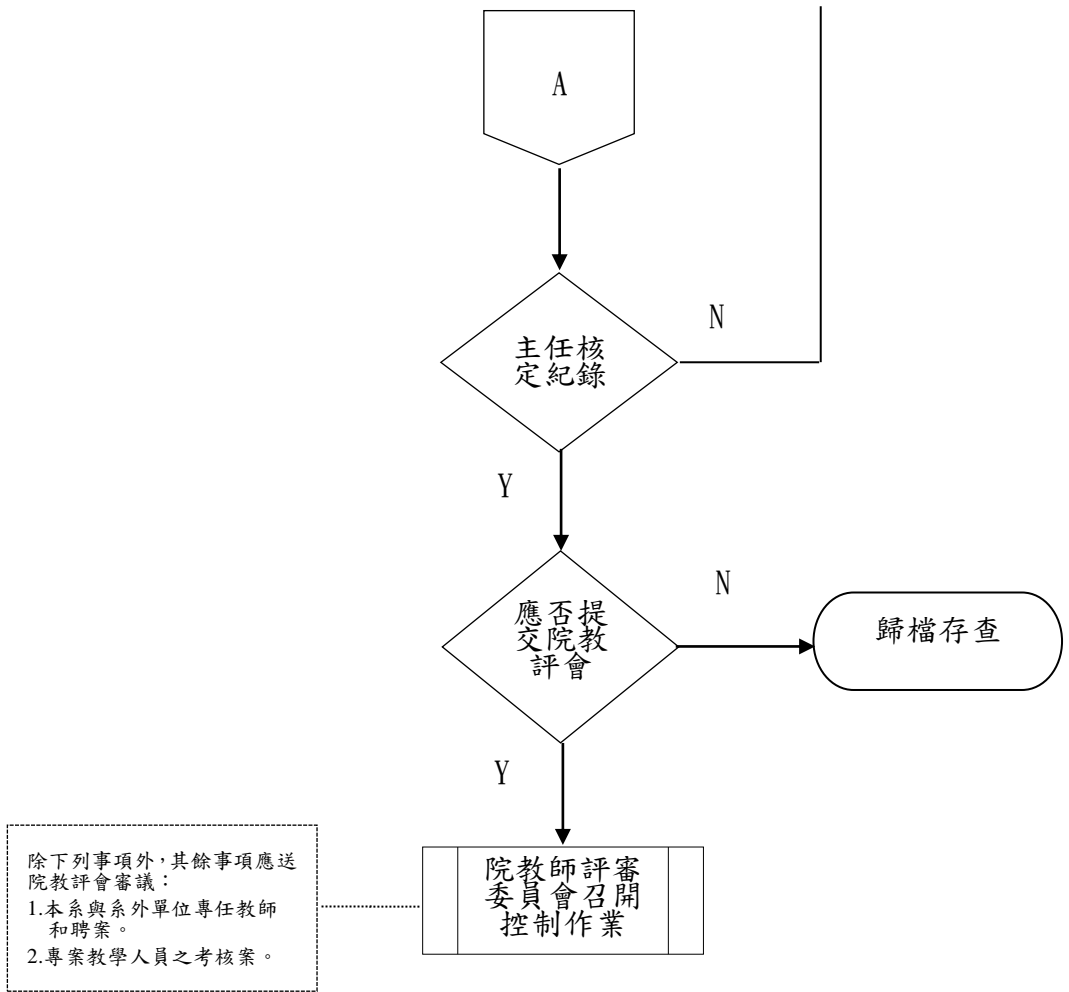 A
主任核
定紀錄
N
Y
應否提
交院教
評會
N
歸檔存查
Y
院教師評審
委員會召開
控制作業
除下列事項外，其餘事項應送
院教評會審議：
1.本系與系外單位專任教師
和聘案。
2.專案教學人員之考核案。